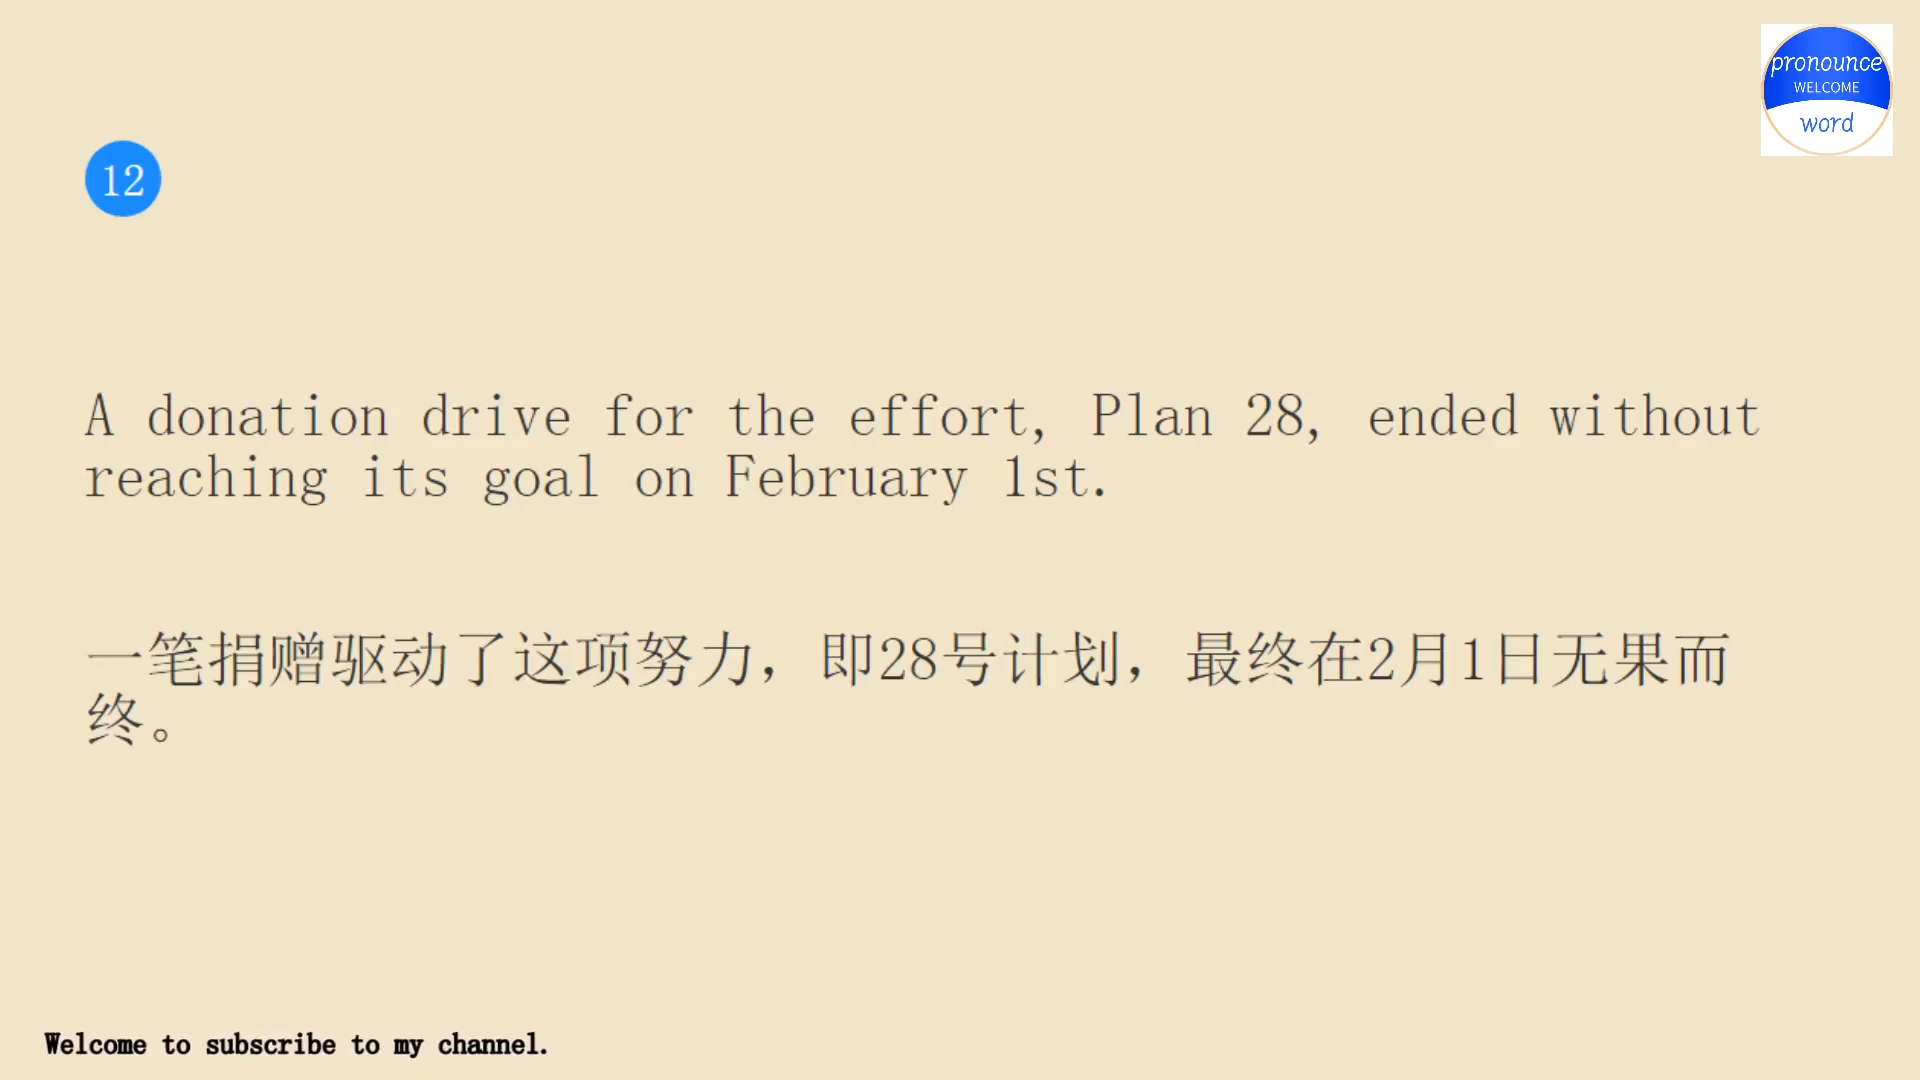 pronounce
WELCOME
word
12
A donation drive for the effort, Plan 28, ended without
reaching its goal on February 1st.
一笔捐赠驱动了这项努力，即28号计划，最终在2月1日无果而
终。
Welcome to subscribe to my channel.